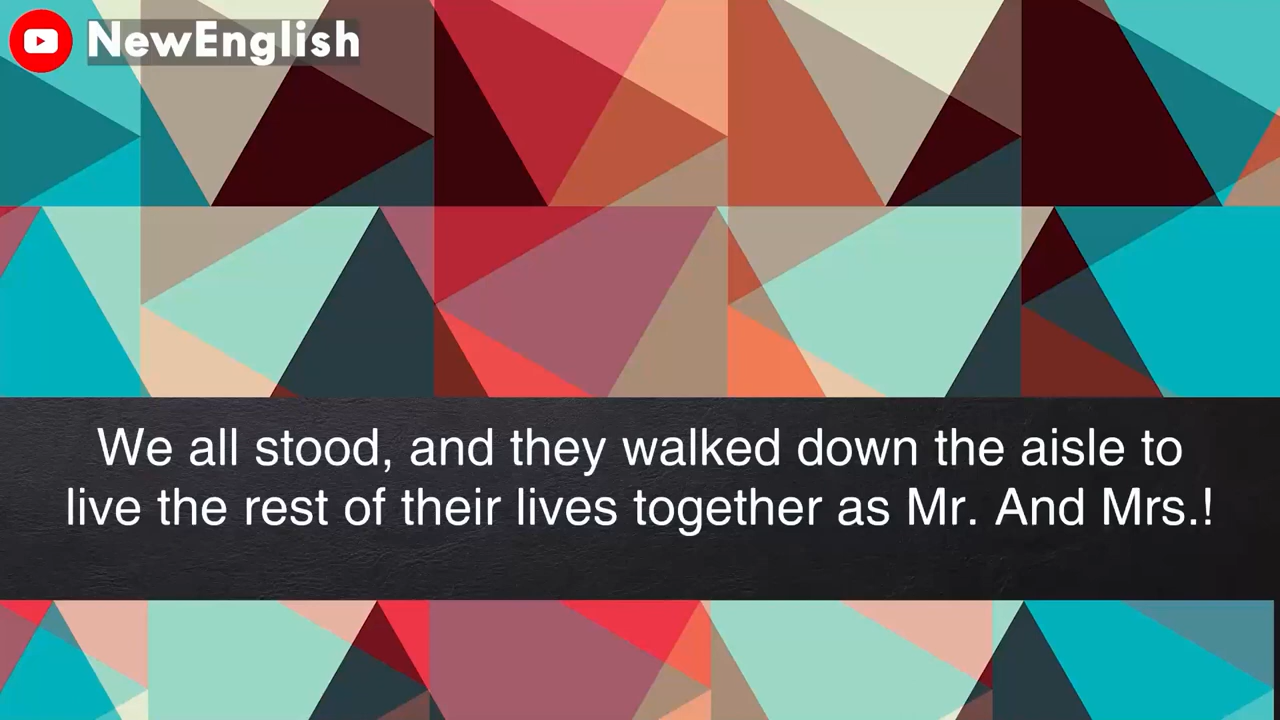 NewEnglish
We all stood, and they walked down the aisle to
live the rest of their lives together as Mr. And Mrs.!